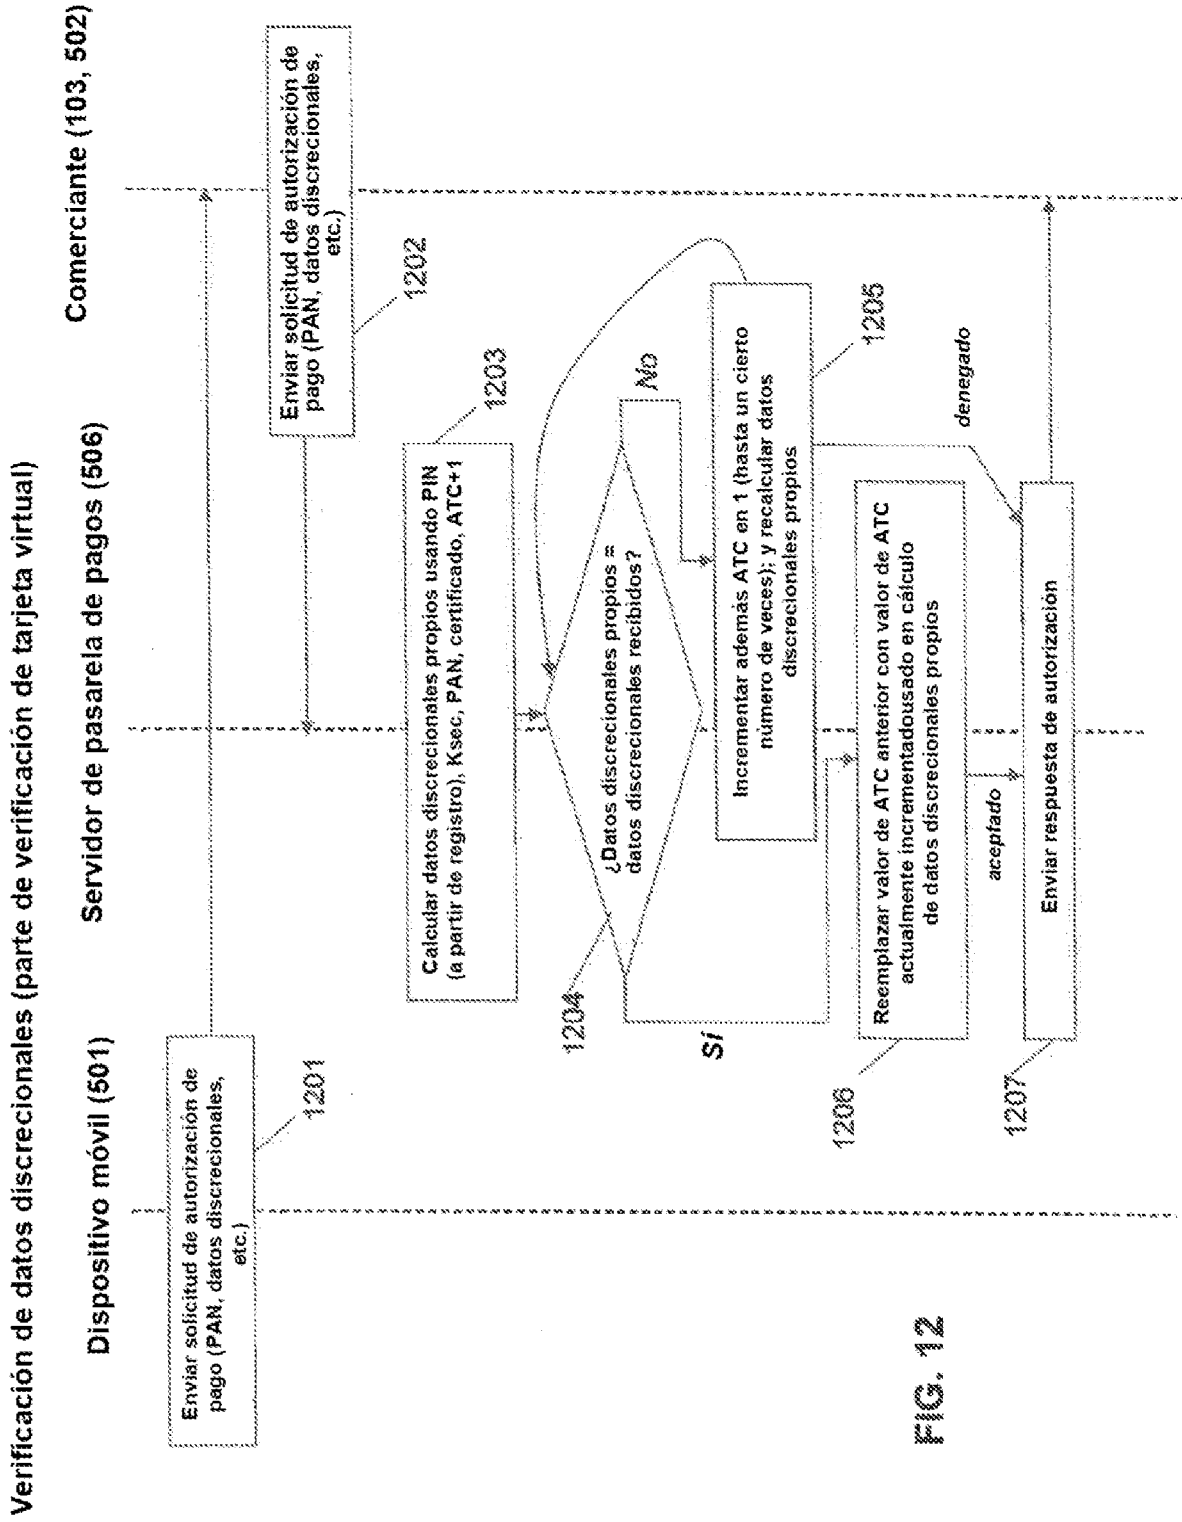 Verificación de datos discrecionales (parte de verificación de tarjeta virtual)
Dispositivo móvil (501)
Servidor de pasarela de pagos (506)
Comerciante (103, 502)
Enviar solicitud de autorización de
pago (PAN, datos discrecionales,
etc.)
1201
Enviar solicitud de autorización de
pago (PAN, datos discrecionales,
etc.)
1202
Calcular datos discrecionales propios usando PIN
(a partir de registro), Ksec, PAN, certificado, ATC+1
1203
¿Datos discrecionales propios =
datos discrecionales recibidos?
1204
No
Sí
Incrementar además ATC en 1 (hasta un cierto
número de veces); y recalcular datos
discrecionales propios
1205
Reemplazar valor de ATC anterior con valor de ATC
actualmente incrementadousado en cálculo
de datos discrecionales propios
1206
aceptado
denegado
Enviar respuesta de autorización
1207
FIG. 12